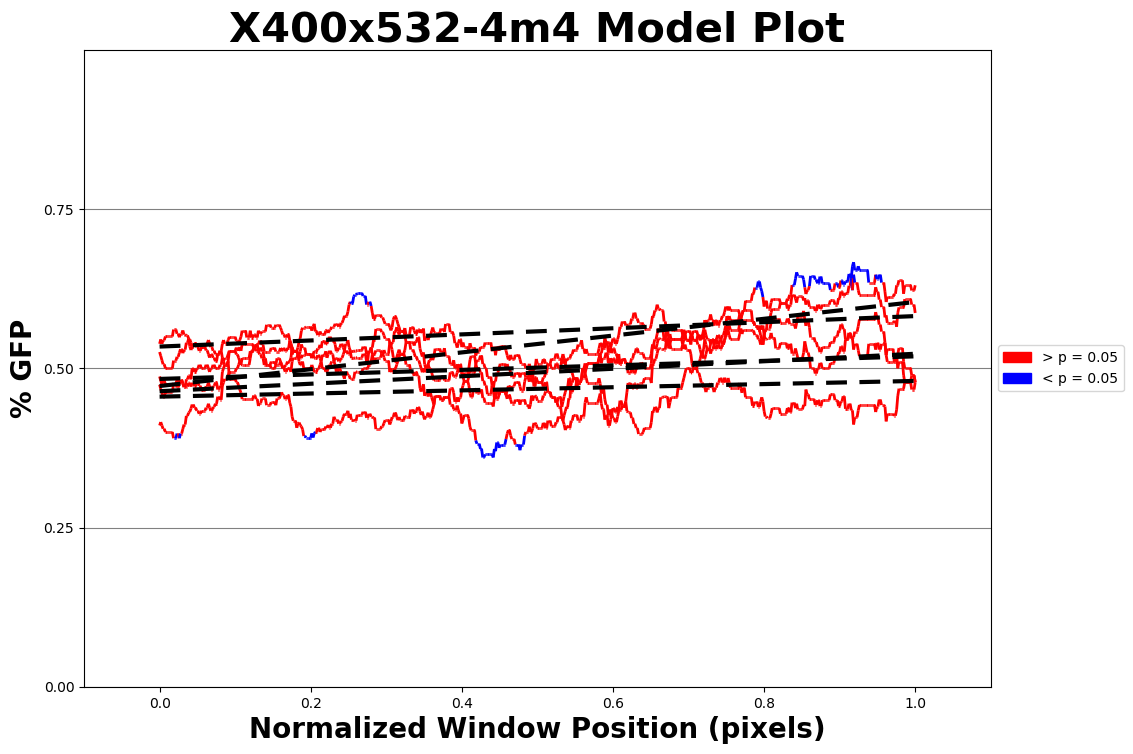 X400x532-4m4 Model Plot
% GFP
0.75
0.50
0.25
0.00
0.0 0.2 0.4 0.6 0.8 1.0
Normalized Window Position (pixels)
> p = 0.05
< p = 0.05